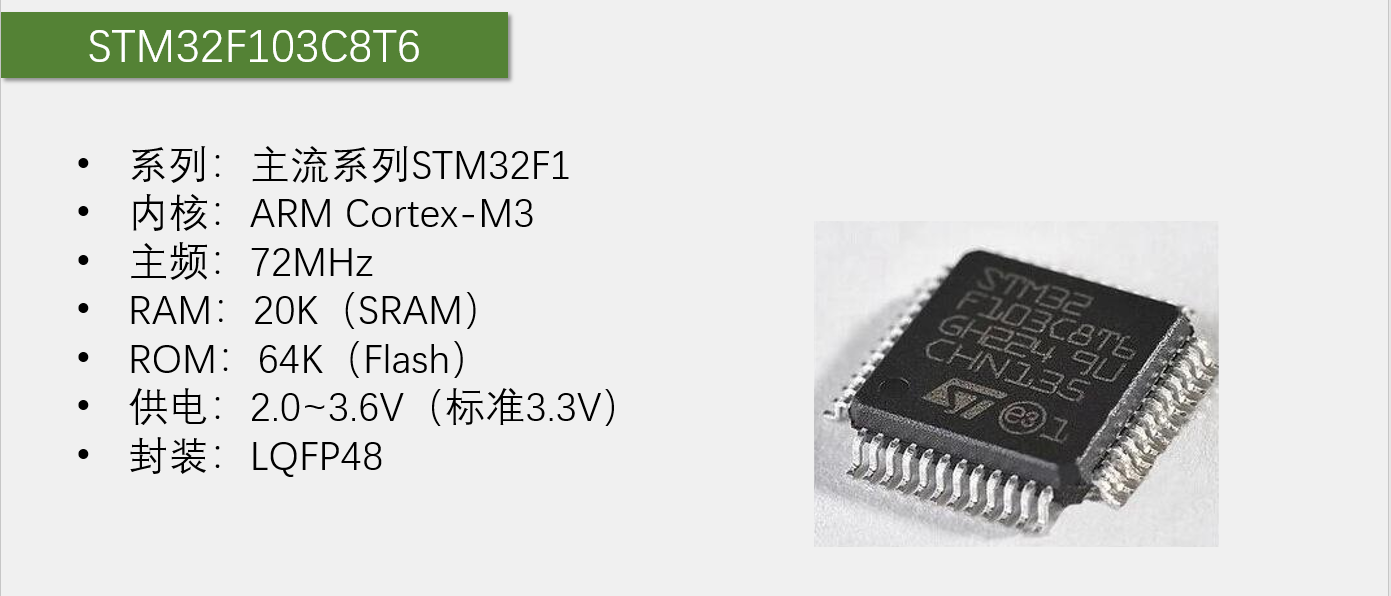 STM32F103C8T6
• 系列：主流系列STM32F1
• 内核：ARM Cortex-M3
• 主频：72MHz
• RAM：20K（SRAM）
• ROM：64K（Flash）
• 供电：2.0~3.6V（标准3.3V）
• 封装：LQFP48
STM32
F103C8T6
GH224 9U
CHN135
ST e3 1